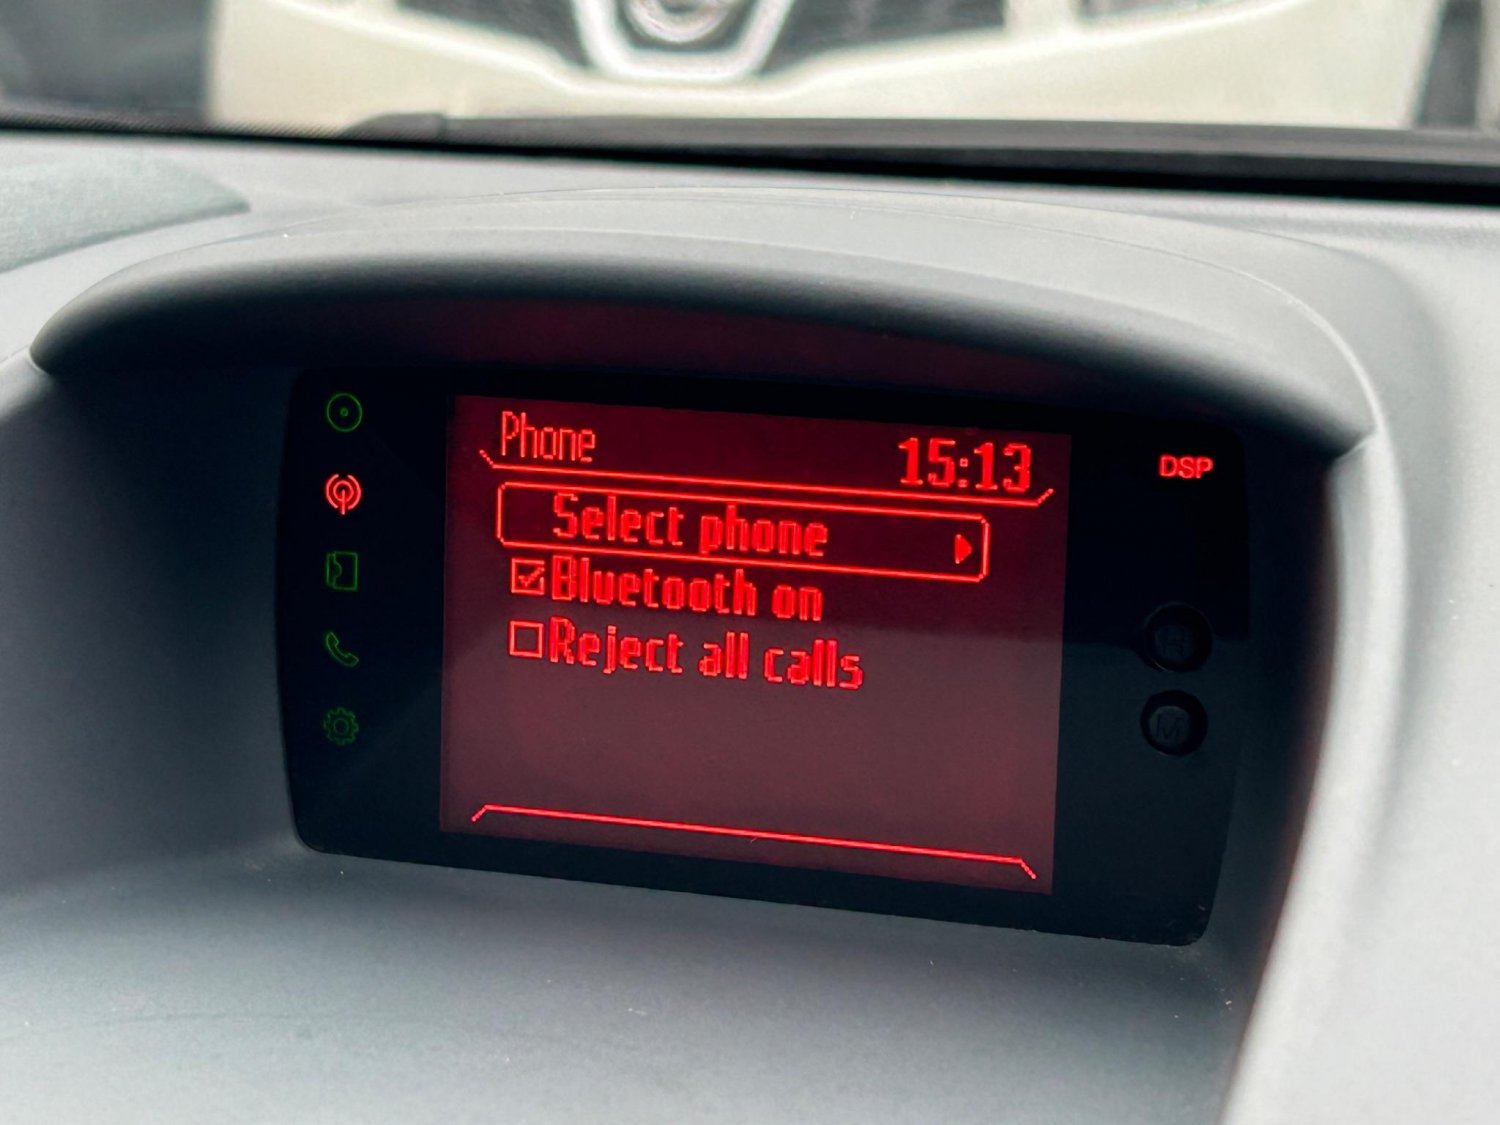 Phone
15:13
DSP
Select phone
Bluetooth on
Reject all calls
H
M